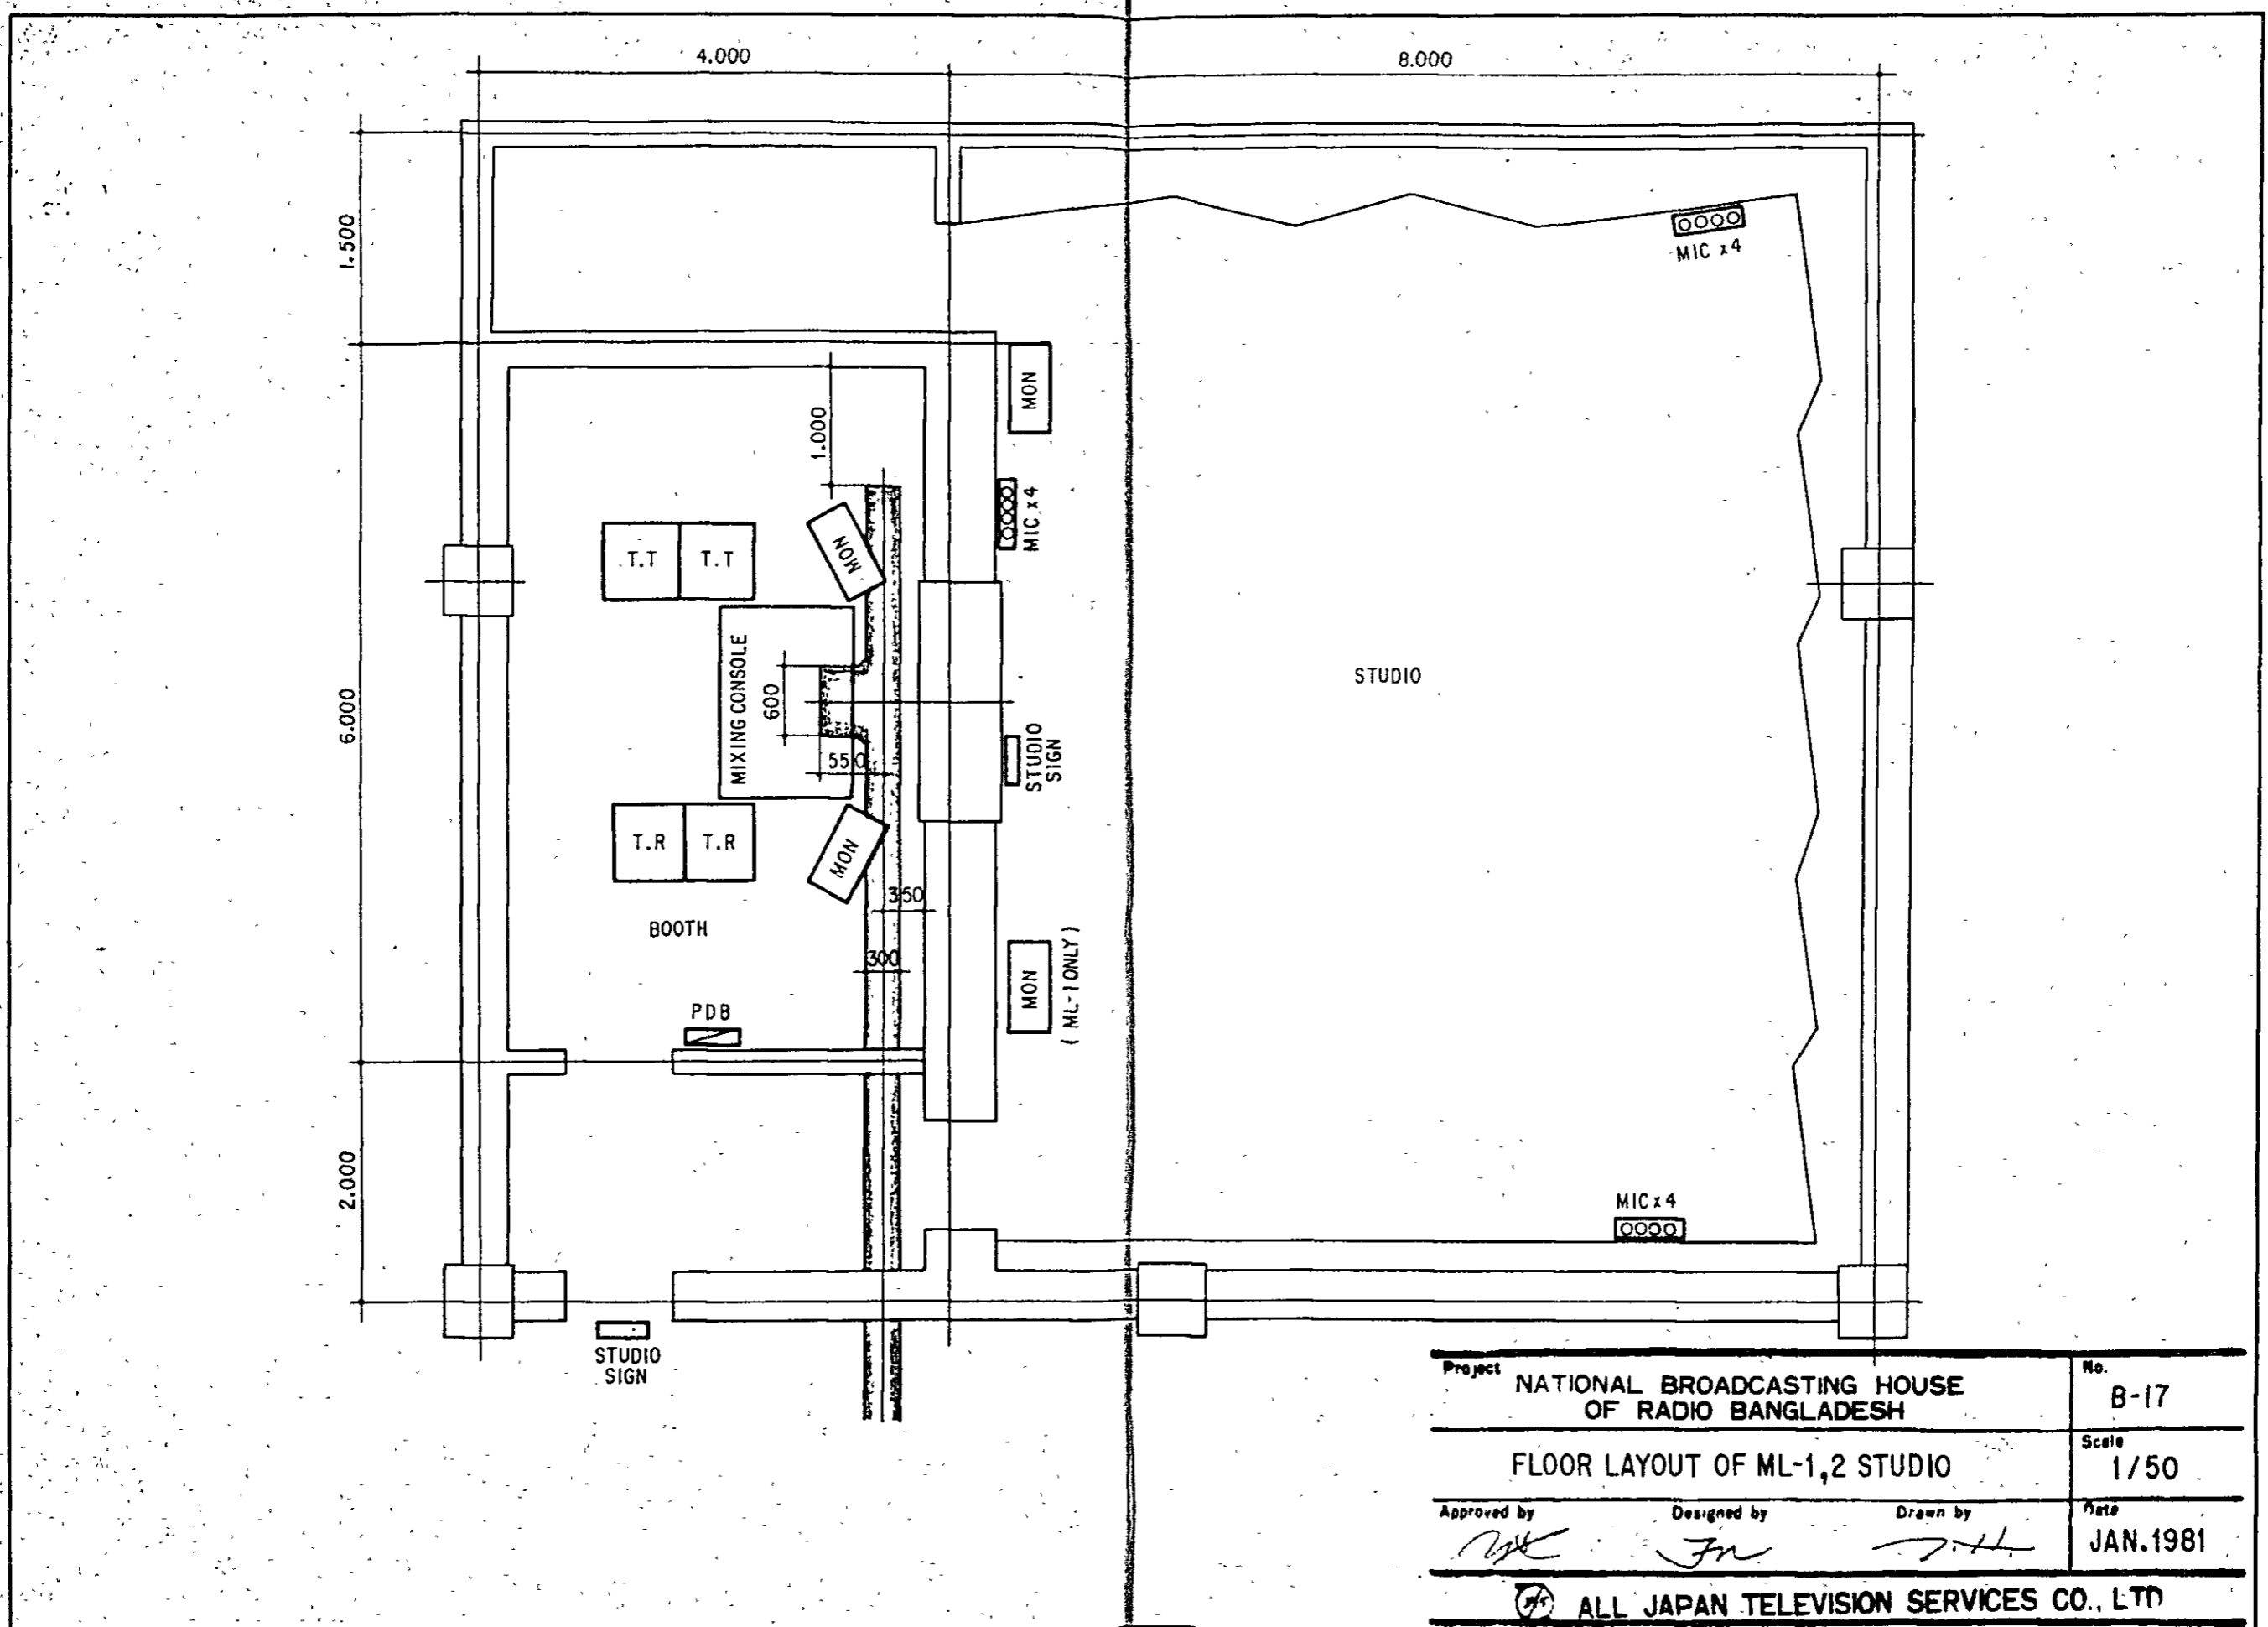 4.000
8.000
1.500
MIC x4
MON
1.000
MIC x4
T.T
T.T
MON
MIXING CONSOLE
600
STUDIO
6.000
STUDIO
SIGN
550
T.R
T.R
MON
350
BOOTH
300
MON
( ML-1 ONLY )
PDB
2.000
MIC x 4
STUDIO
SIGN
Project
NATIONAL BROADCASTING HOUSE
OF RADIO BANGLADESH
No.
B-17
FLOOR LAYOUT OF ML-1,2 STUDIO
Scale
1/50
Approved by
Designed by
Drawn by
Date
JAN.1981
ALL JAPAN TELEVISION SERVICES CO., LTD